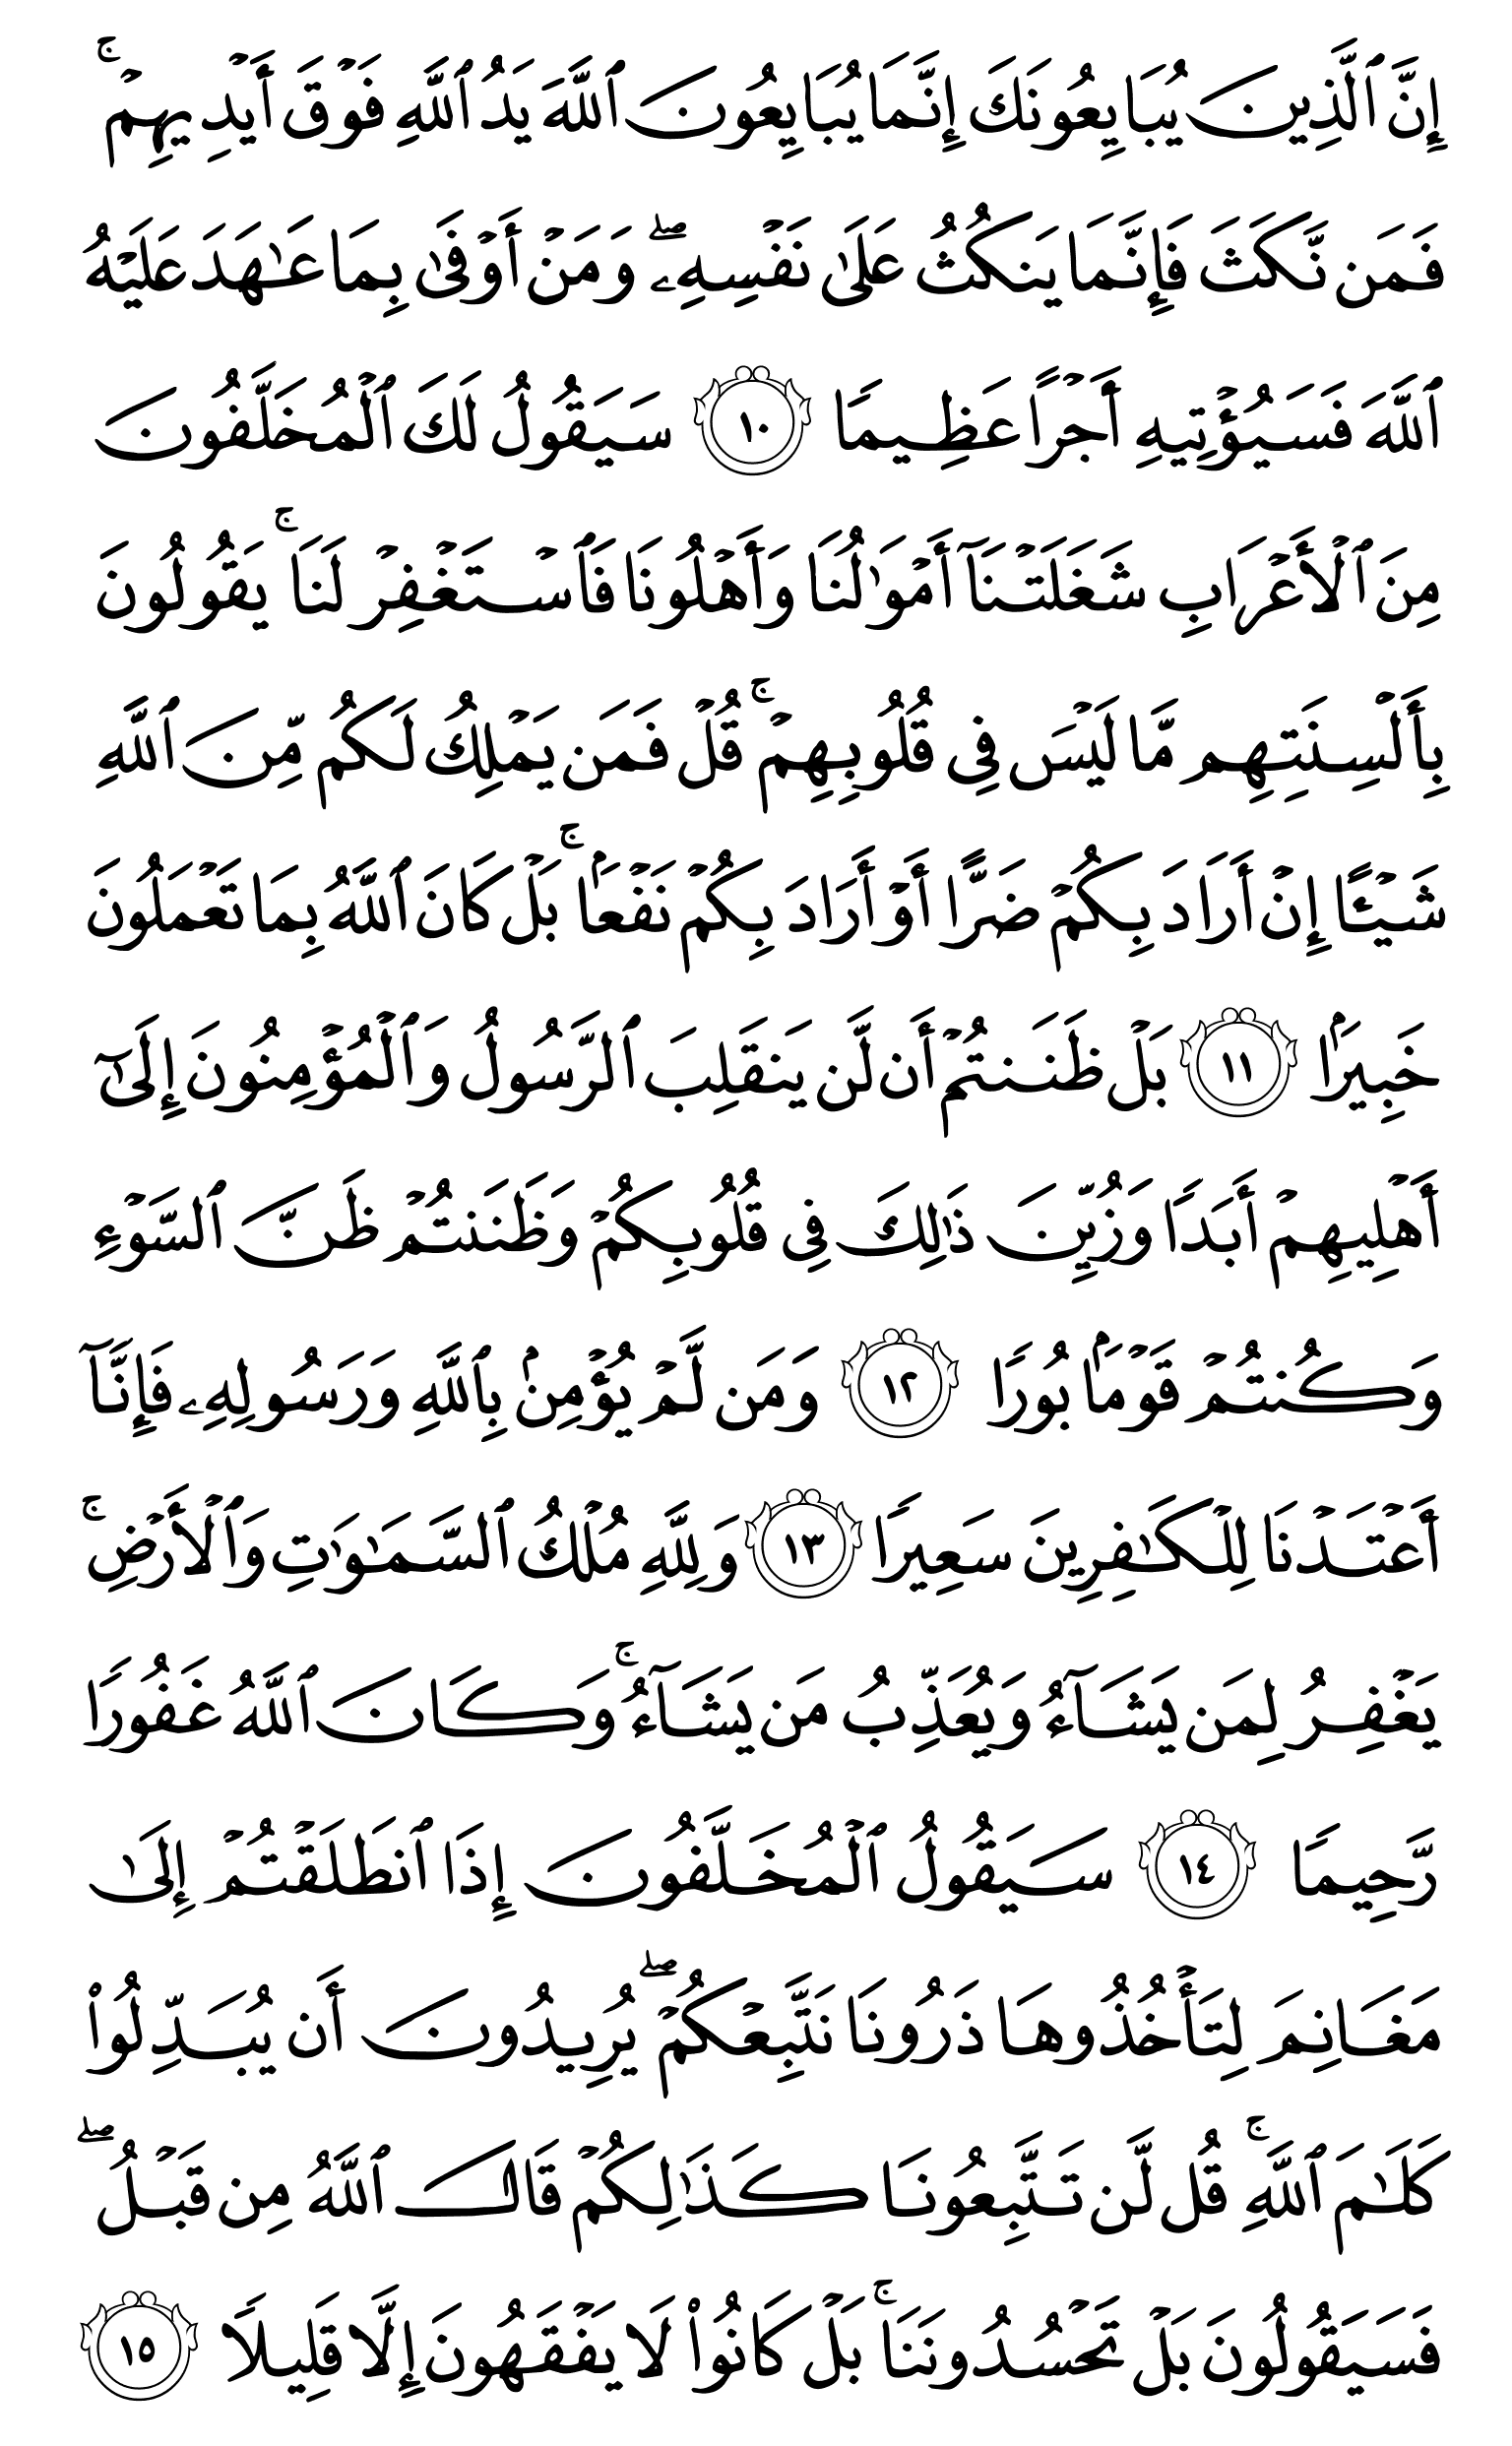 إِنَّ ٱلَّذِينَ يُبَايِعُونَكَ إِنَّمَا يُبَايِعُونَ ٱللَّهَ يَدُ ٱللَّهِ فَوْقَ أَيْدِيهِمْ ۚ
فَمَن نَّكَثَ فَإِنَّمَا يَنكُثُ عَلَىٰ نَفْسِهِۦ ۖ وَمَنْ أَوْفَىٰ بِمَا عَـٰهَدَ عَلَيْهُ
ٱللَّهَ فَسَيُؤْتِيهِ أَجْرًا عَظِيمًا ١٠ سَيَقُولُ لَكَ ٱلْمُخَلَّفُونَ
مِنَ ٱلْأَعْرَابِ شَغَلَتْنَآ أَمْوَٰلُنَا وَأَهْلُونَا فَٱسْتَغْفِرْ لَنَا ۚ يَقُولُونَ
بِأَلْسِنَتِهِم مَّا لَيْسَ فِى قُلُوبِهِمْ ۚ قُلْ فَمَن يَمْلِكُ لَكُم مِّنَ ٱللَّهِ
شَيْـًٔا إِنْ أَرَادَ بِكُمْ ضَرًّا أَوْ أَرَادَ بِكُمْ نَفْعَۢا ۚ بَلْ كَانَ ٱللَّهُ بِمَا تَعْمَلُونَ
خَبِيرَۢا ١١ بَلْ ظَنَنتُمْ أَن لَّن يَنقَلِبَ ٱلرَّسُولُ وَٱلْمُؤْمِنُونَ إِلَىٰٓ
أَهْلِيهِمْ أَبَدًا وَزُيِّنَ ذَٰلِكَ فِى قُلُوبِكُمْ وَظَنَنتُمْ ظَنَّ ٱلسَّوْءِ
وَكُنتُمْ قَوْمَۢا بُورًا ١٢ وَمَن لَّمْ يُؤْمِنۢ بِٱللَّهِ وَرَسُولِهِۦ فَإِنَّآ
أَعْتَدْنَا لِلْكَـٰفِرِينَ سَعِيرًا ١٣ وَلِلَّهِ مُلْكُ ٱلسَّمَـٰوَٰتِ وَٱلْأَرْضِ ۚ
يَغْفِرُ لِمَن يَشَآءُ وَيُعَذِّبُ مَن يَشَآءُ ۚ وَكَانَ ٱللَّهُ غَفُورًا
رَّحِيمًا ١٤ سَيَقُولُ ٱلْمُخَلَّفُونَ إِذَا ٱنطَلَقْتُمْ إِلَىٰ
مَغَانِمَ لِتَأْخُذُوهَا ذَرُونَا نَتَّبِعْكُمْ ۖ يُرِيدُونَ أَن يُبَدِّلُوا۟
كَلَـٰمَ ٱللَّهِ ۚ قُل لَّن تَتَّبِعُونَا كَذَٰلِكُمْ قَالَ ٱللَّهُ مِن قَبْلُ ۖ
فَسَيَقُولُونَ بَلْ تَحْسُدُونَنَا ۚ بَلْ كَانُوا۟ لَا يَفْقَهُونَ إِلَّا قَلِيلًا ١٥